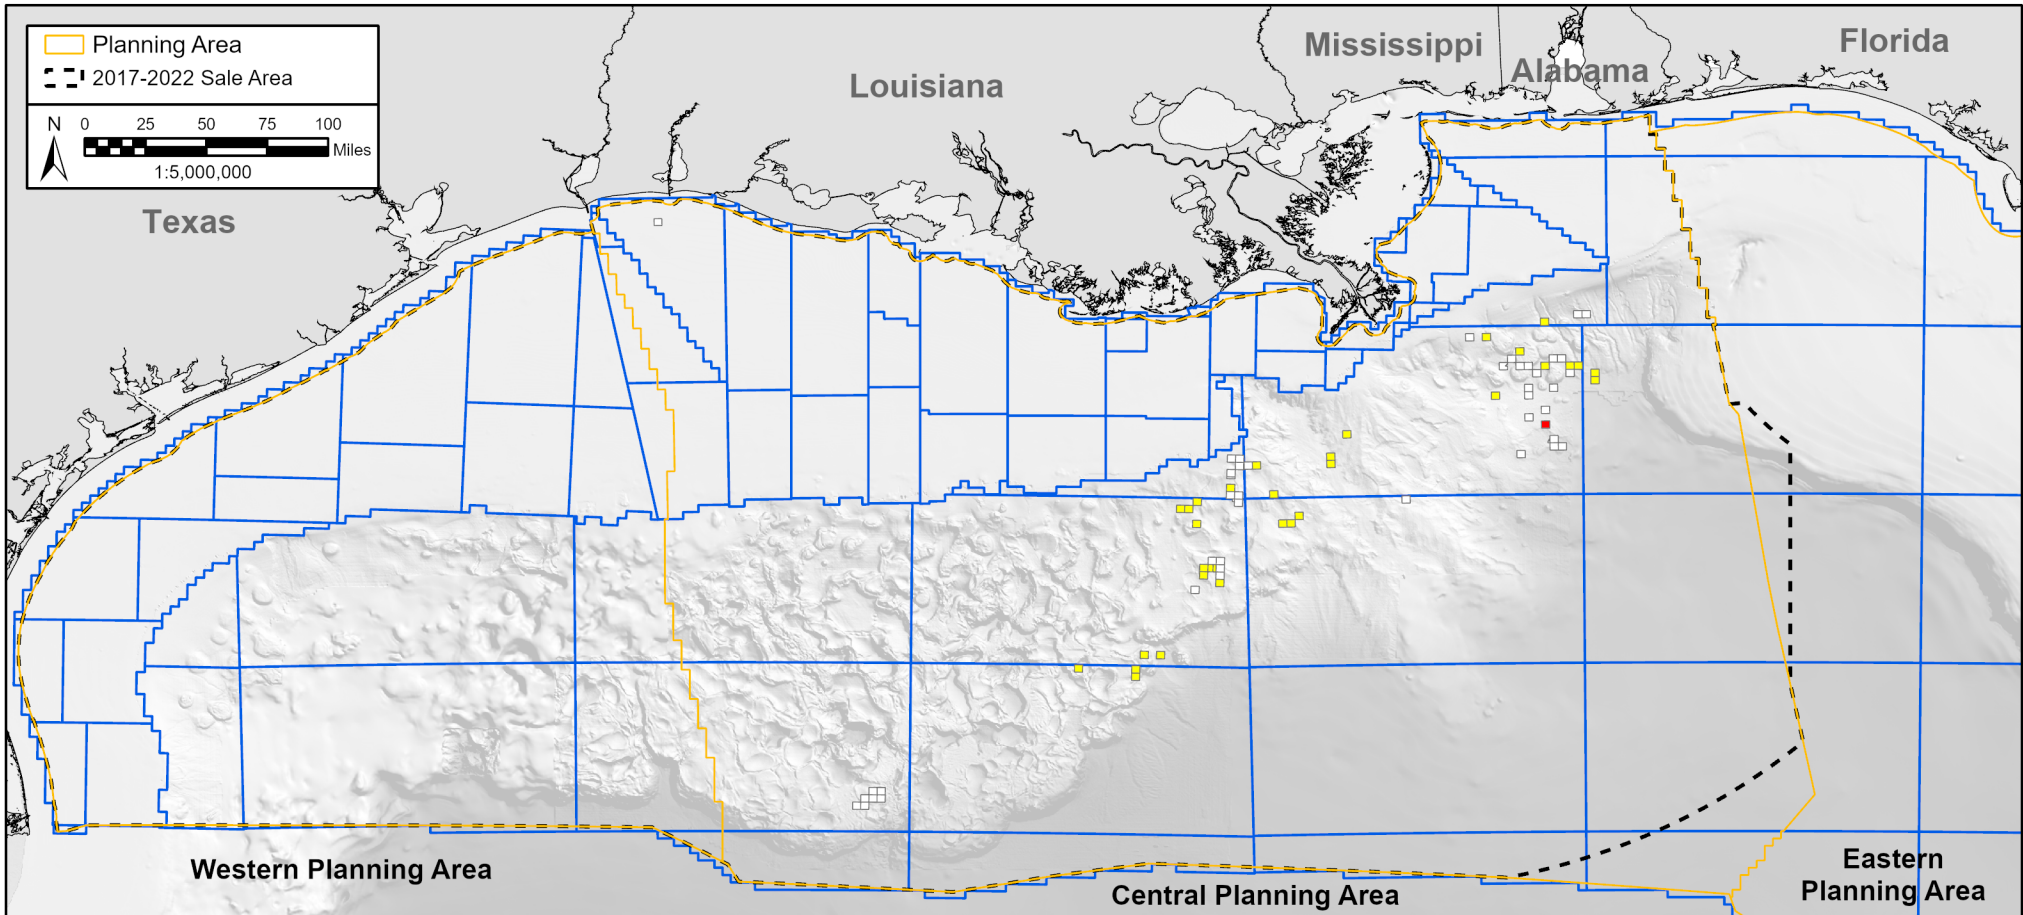 Planning Area
2017-2022 Sale Area
N
0 25 50 75 100
Miles
1:5,000,000
Texas
Louisiana
Mississippi
Alabama
Florida
Western Planning Area
Central Planning Area
Eastern
Planning Area